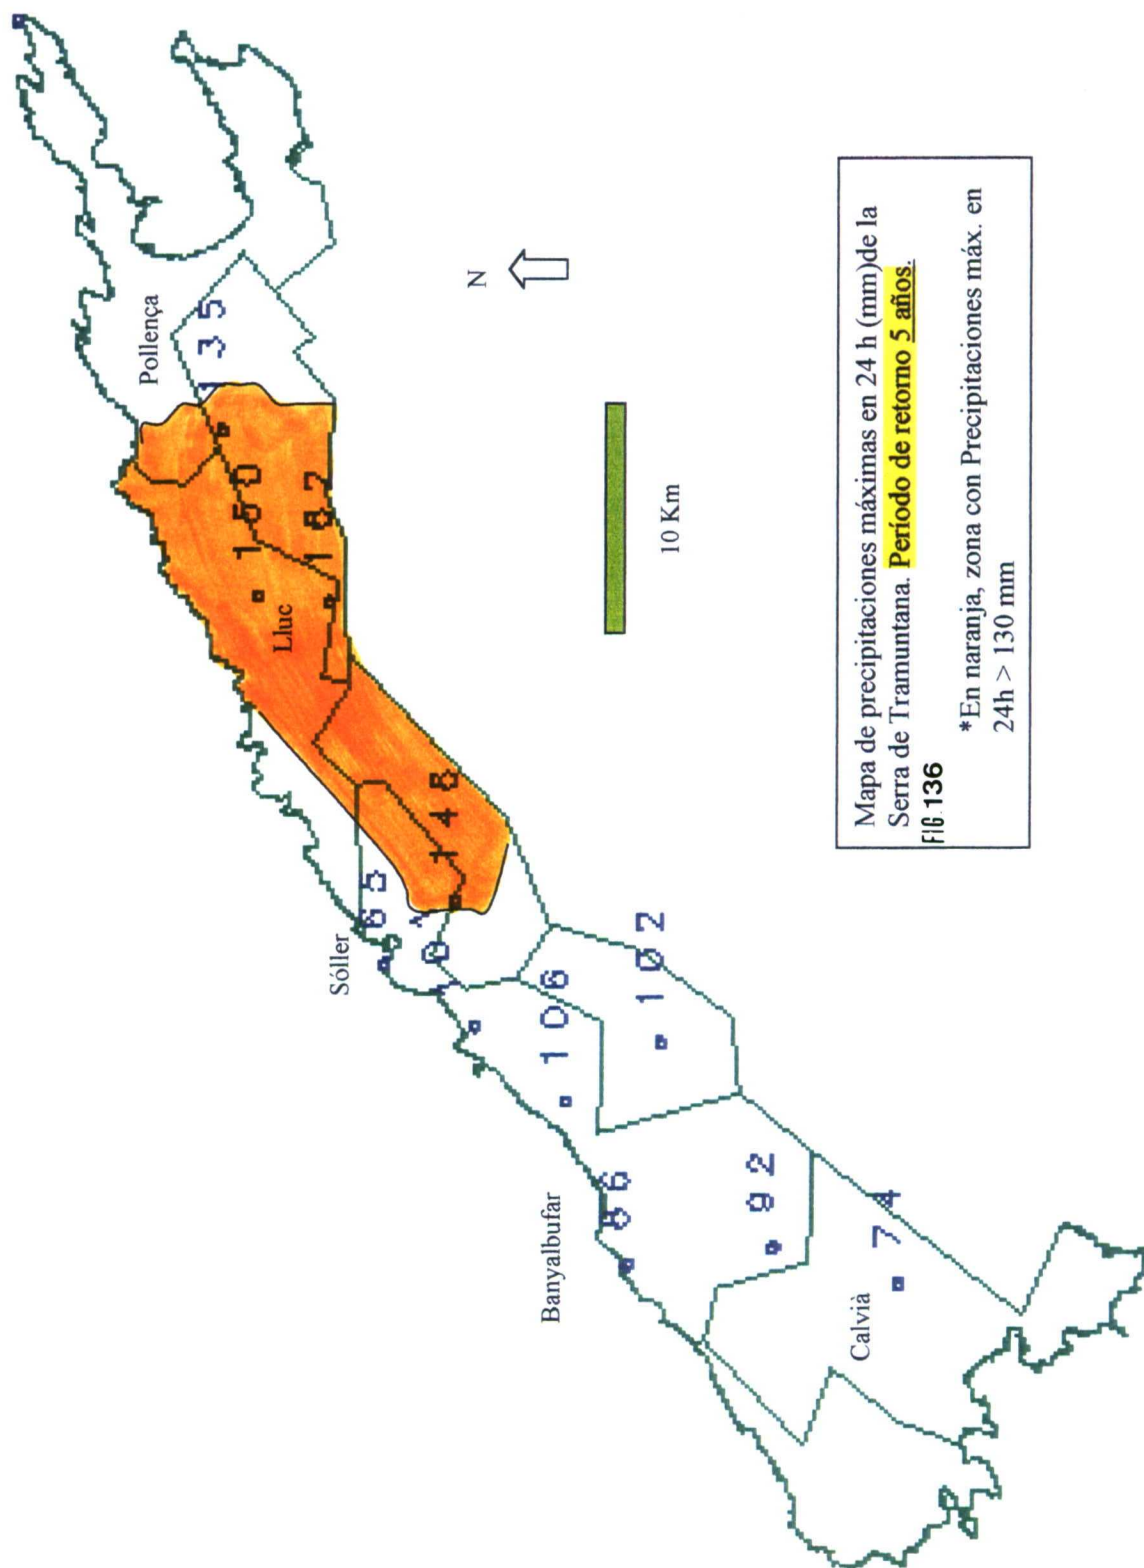 Pollença
135
N
150
Lluc
10 Km
148
Sóller
106
102
Banyalbufar
92
74
Calvià
Mapa de precipitaciones máximas en 24 h (mm)de la
Serra de Tramuntana. Período de retorno 5 años.
FIG 136
*En naranja, zona con Precipitaciones máx. en
24h > 130 mm